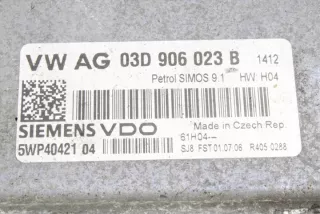 VW AG 03D 906 023 B 1412
Petrol SIMOS 9.1 HW: H04
SIEMENS VDO Made in Czech Rep.
5WP40421 04 61H04---
SJ8 FST 01.07.08 R405 0288